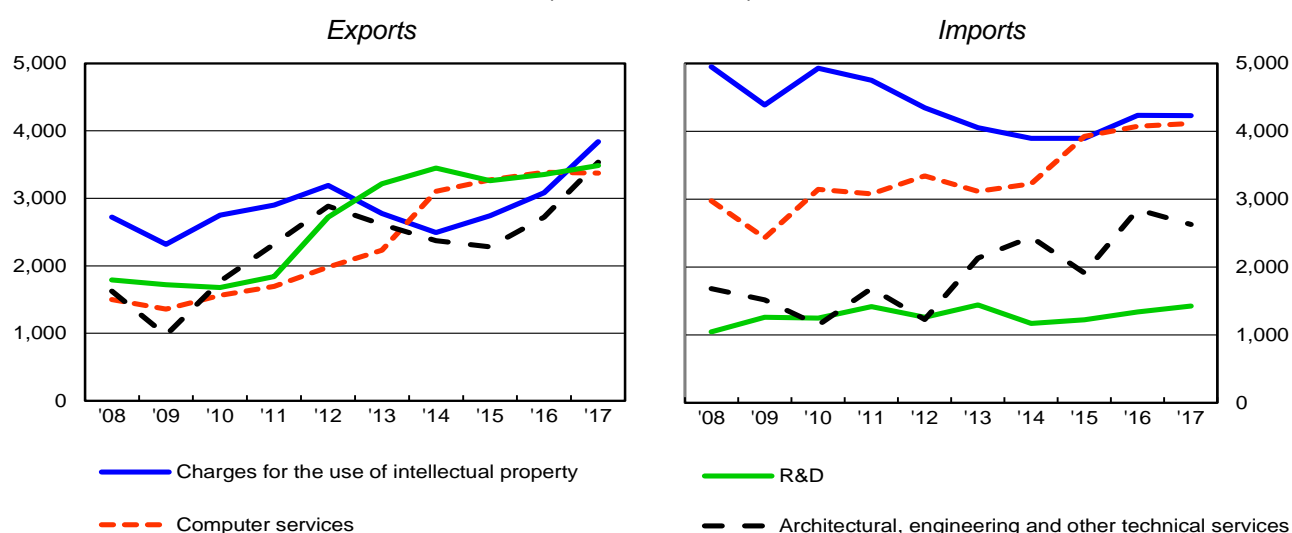 Exports
Imports
5,000
4,000
3,000
2,000
1,000
0
'08 '09 '10 '11 '12 '13 '14 '15 '16 '17
5,000
4,000
3,000
2,000
1,000
0
'08 '09 '10 '11 '12 '13 '14 '15 '16 '17
Charges for the use of intellectual property
R&D
Computer services
Architectural, engineering and other technical services